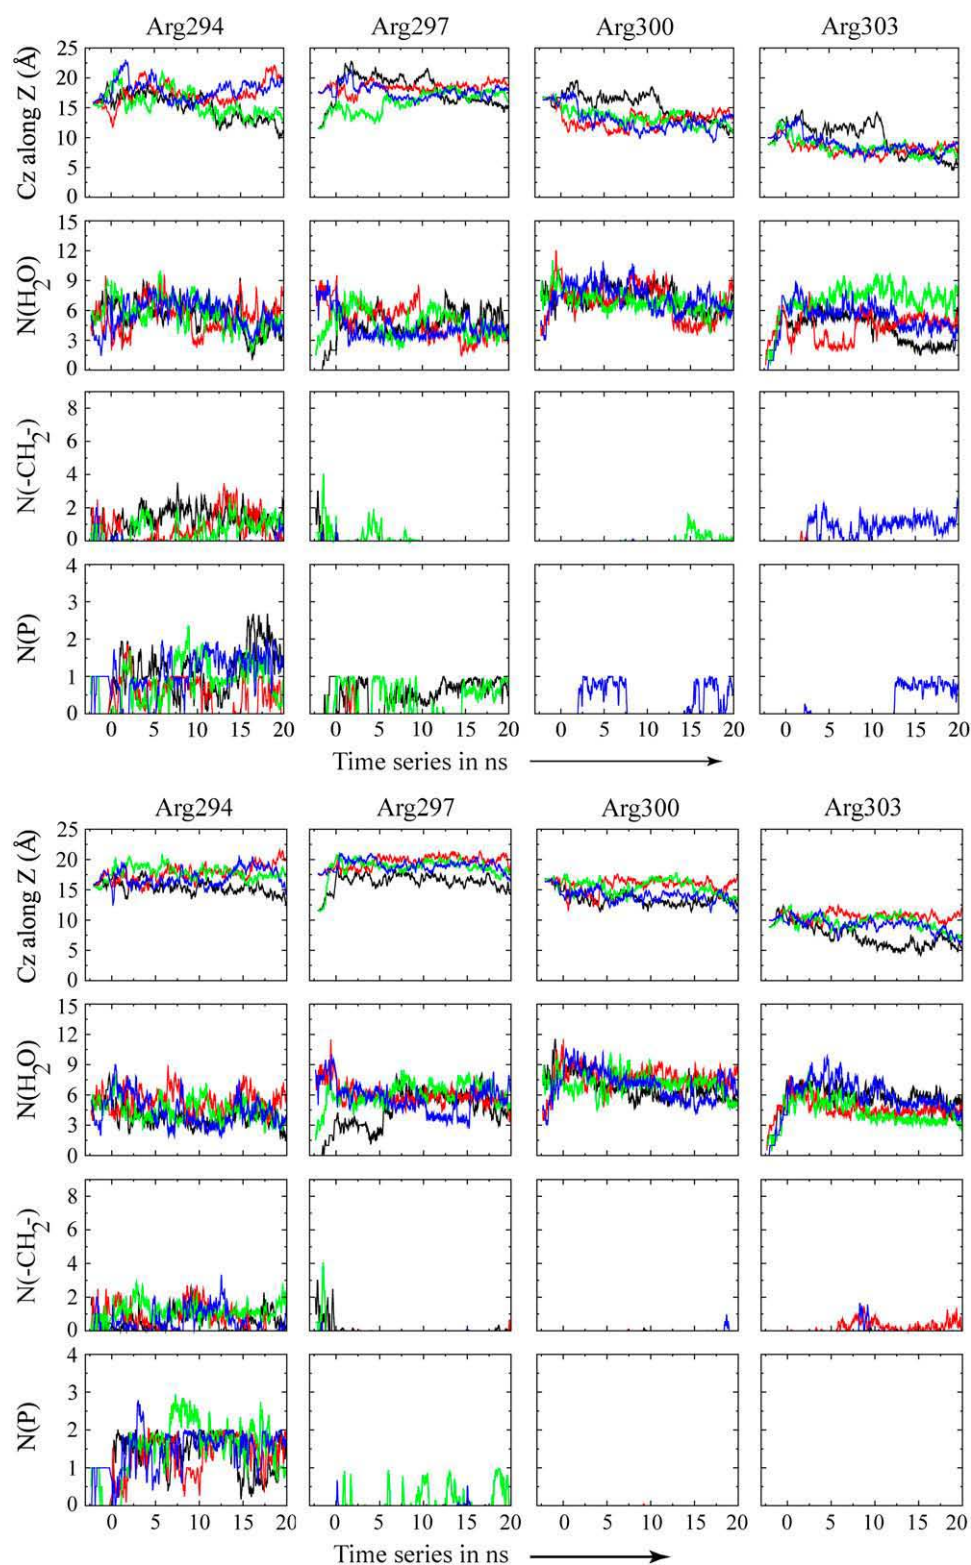 Arg294 Arg297 Arg300 Arg303
Cz along Z (Å)
25 20 15 10 5 0
N(H2O)
15 12 9 6 3 0
N(-CH2-)
8 6 4 2 0
N(P)
4 3 2 1 0
0 5 10 15 20 0 5 10 15 20 0 5 10 15 20 0 5 10 15 20
Time series in ns
Arg294 Arg297 Arg300 Arg303
Cz along Z (Å)
25 20 15 10 5 0
N(H2O)
15 12 9 6 3 0
N(-CH2-)
8 6 4 2 0
N(P)
4 3 2 1 0
0 5 10 15 20 0 5 10 15 20 0 5 10 15 20 0 5 10 15 20
Time series in ns